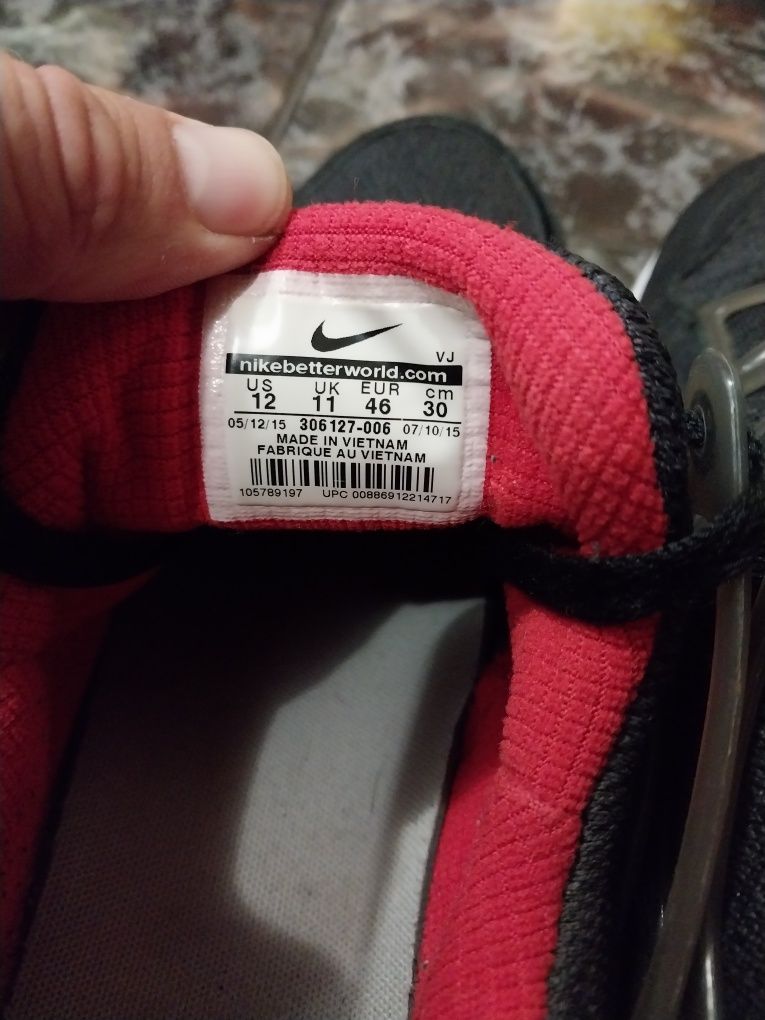 VJ
nikebetterworld.com
US UK EUR cm
12 11 46 30
05/12/15 306127-006 07/10/15
MADE IN VIETNAM
FABRIQUE AU VIETNAM
105789197 UPC 00886912214717